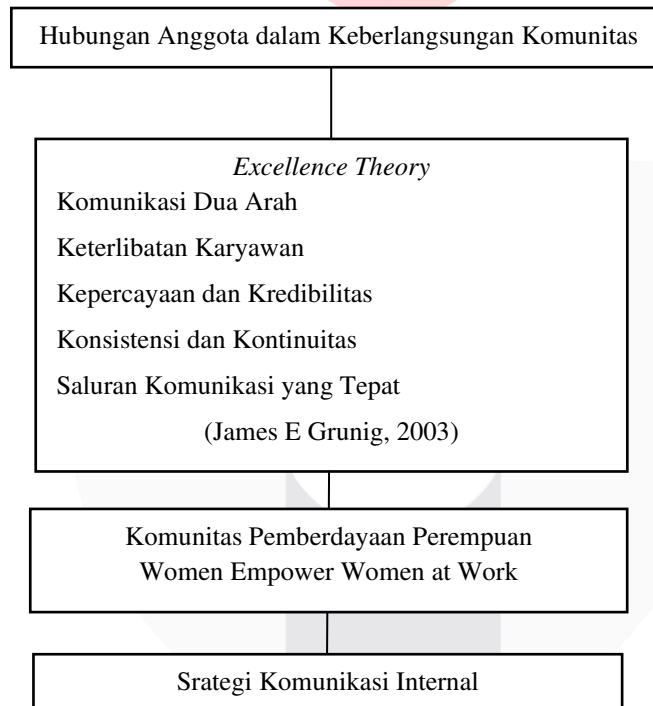 Hubungan Anggota dalam Keberlangsungan Komunitas
Excellence Theory
Komunikasi Dua Arah
Keterlibatan Karyawan
Kepercayaan dan Kredibilitas
Konsistensi dan Kontinuitas
Saluran Komunikasi yang Tepat
(James E Grunig, 2003)
Komunitas Pemberdayaan Perempuan
Women Empower Women at Work
Srategi Komunikasi Internal